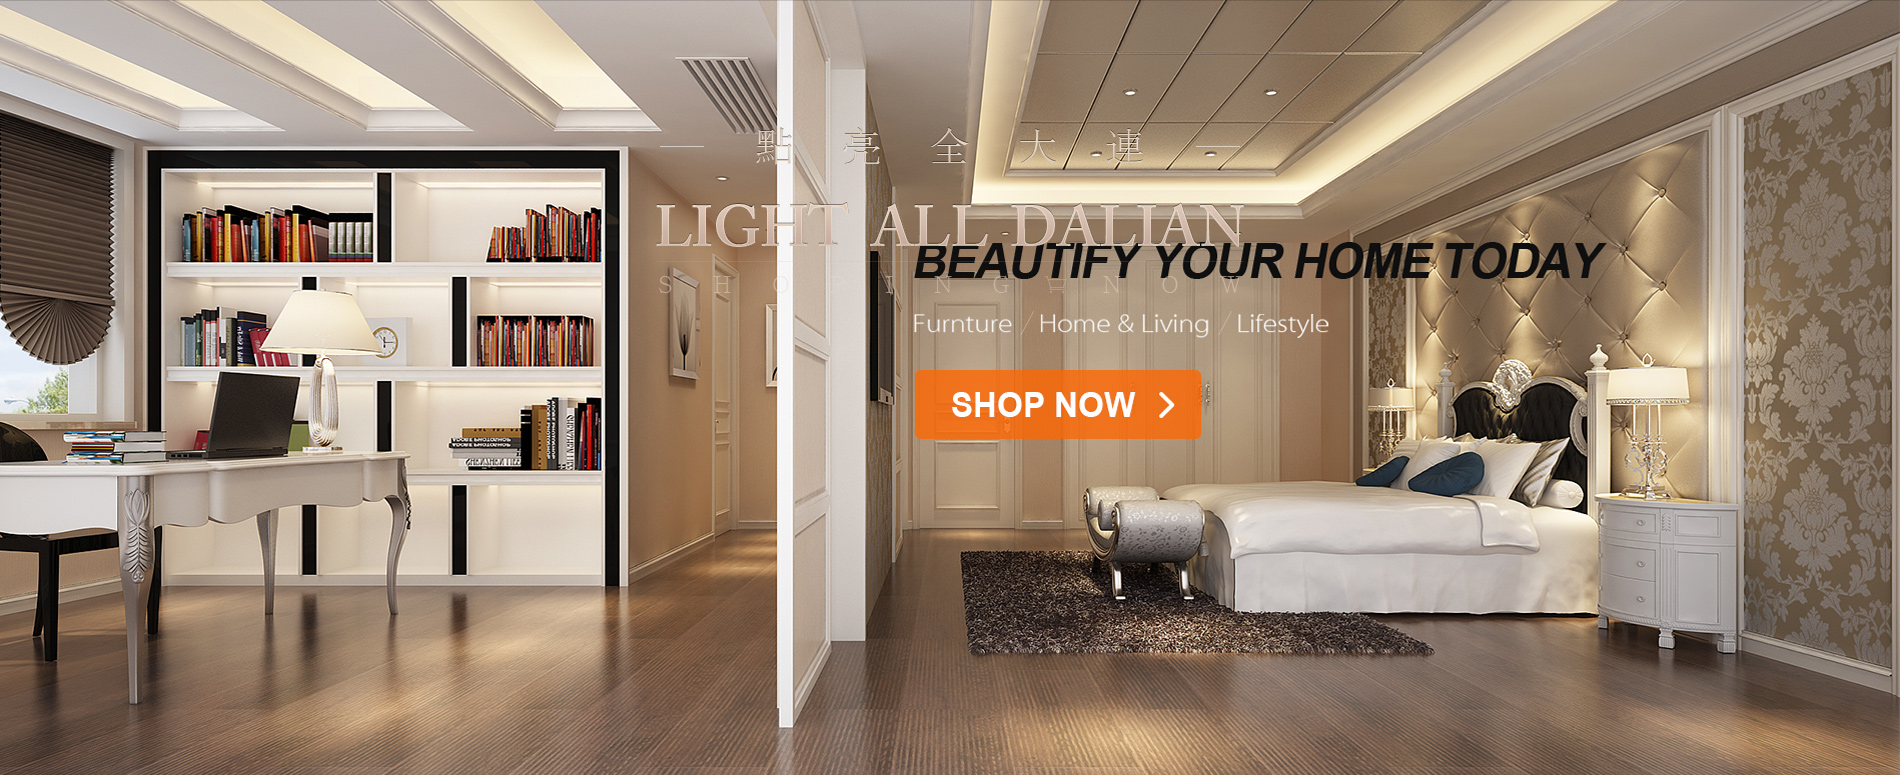 點亮全大連
LIGHT ALL DALIAN
BEAUTIFY YOUR HOME TODAY
Furnture / Home & Living / Lifestyle
SHOP NOW